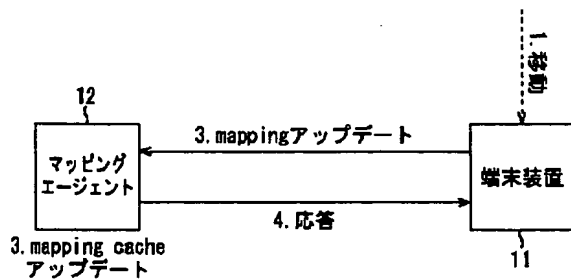 1.移動
12
3.mappingアップデート
マッピング
エージェント
端末装置
4.応答
3.mapping cache
アップデート
11